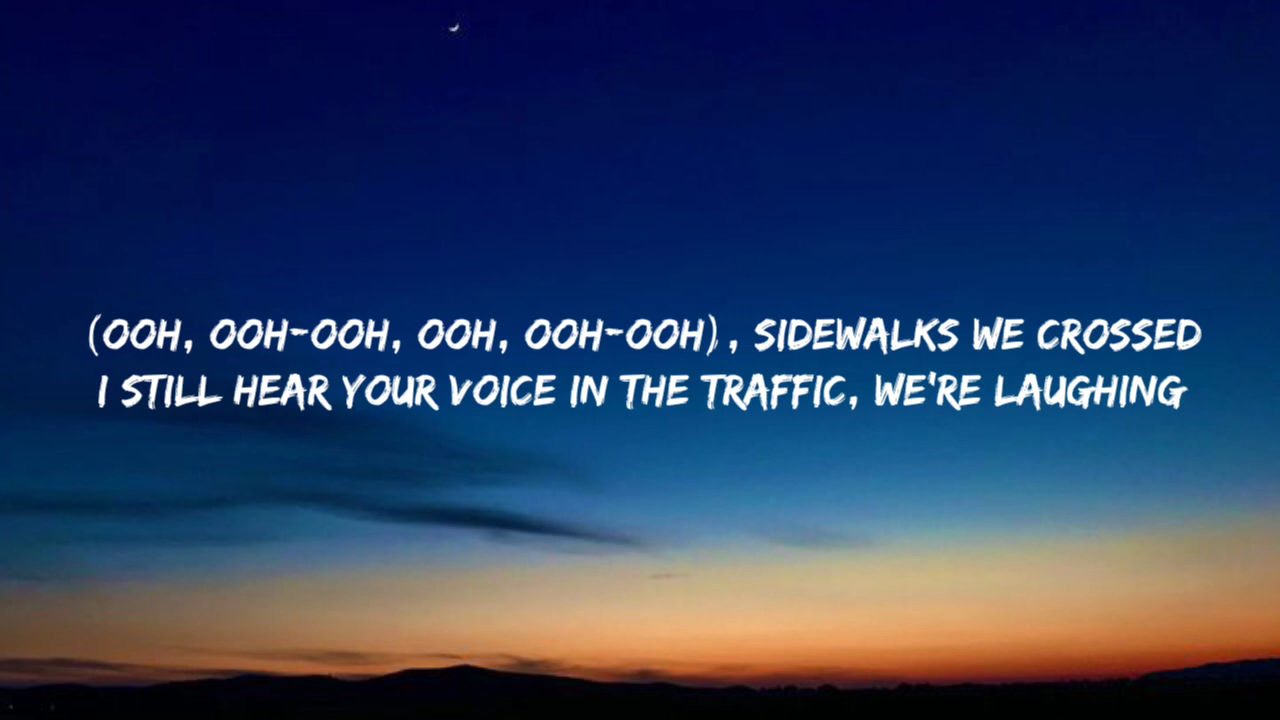 (OOH, OOH-OOH, OOH, OOH-OOH), SIDEWALKS WE CROSSED
I STILL HEAR YOUR VOICE IN THE TRAFFIC, WE'RE LAUGHING